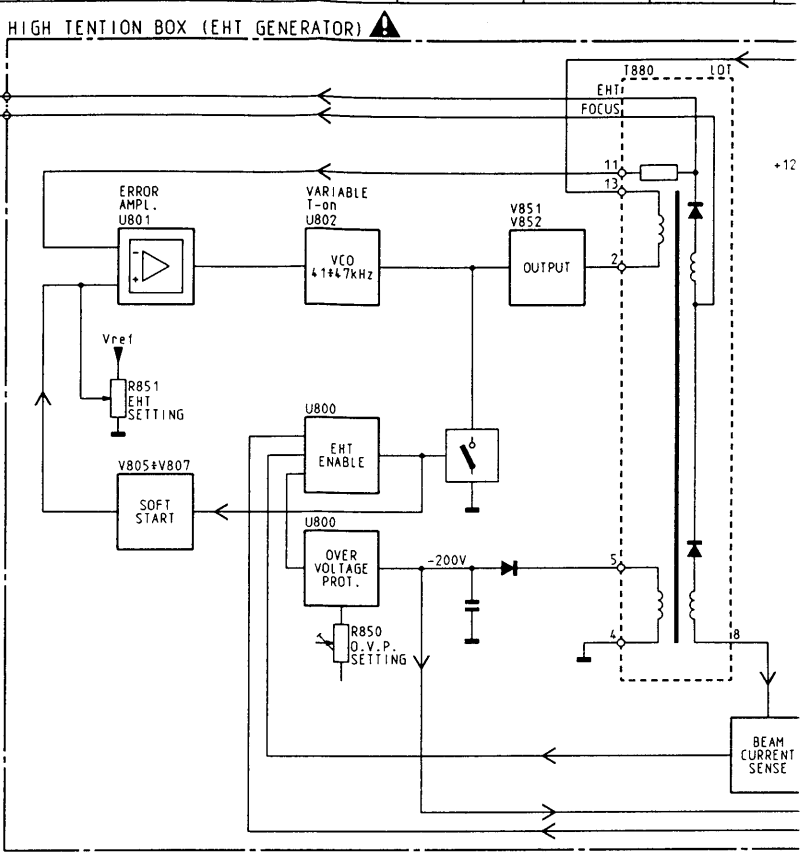 HIGH TENTION BOX (EHT GENERATOR)
T880 LOT
EHT
FOCUS
11
13
+12
ERROR
AMPL.
U801
-
+
VARIABLE
T-on
U802
VCO
41÷47kHz
V851
V852
OUTPUT
2
Vref
R851
EHT
SETTING
U800
EHT
ENABLE
V805÷V807
SOFT
START
U800
OVER
VOLTAGE
PROT.
-200V
5
R850
O.V.P.
SETTING
4
8
BEAM
CURRENT
SENSE